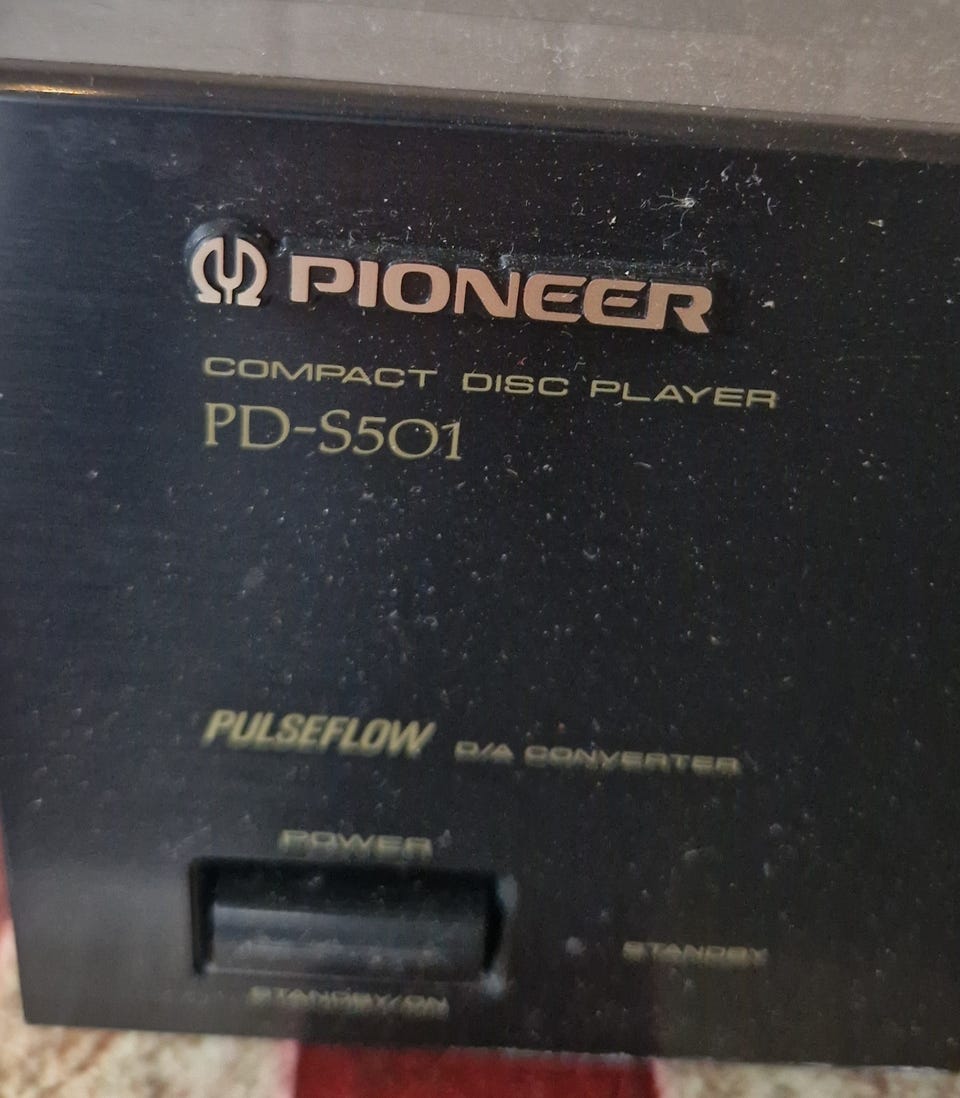 PIONEER
COMPACT DISC PLAYER
PD-S501
PULSEFLOW D/A CONVERTER
POWER
STANDBY
STANDBY/ON